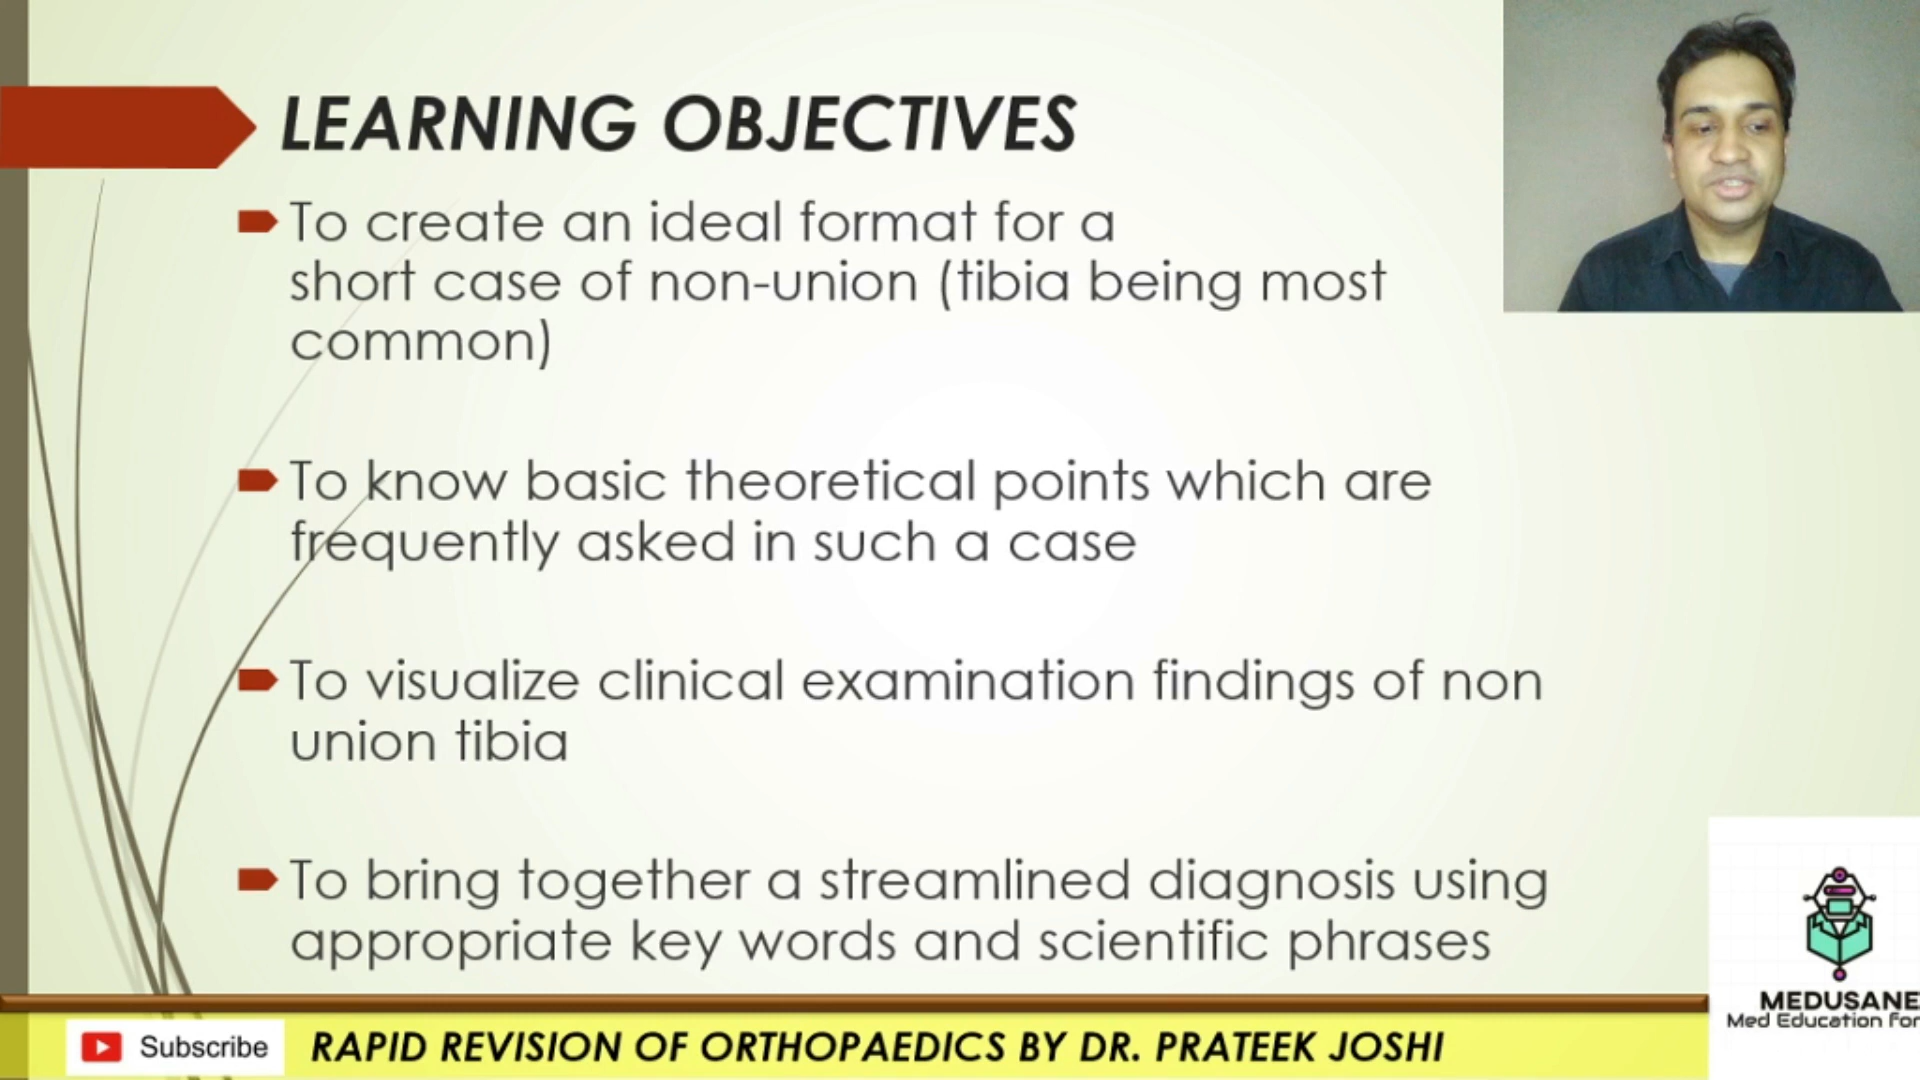 LEARNING OBJECTIVES
To create an ideal format for a
short case of non-union (tibia being most
common)
To know basic theoretical points which are
frequently asked in such a case
To visualize clinical examination findings of non
union tibia
To bring together a streamlined diagnosis using
appropriate key words and scientific phrases
MEDUSANE
Med Education For
Subscribe
RAPID REVISION OF ORTHOPAEDICS BY DR. PRATEEK JOSHI